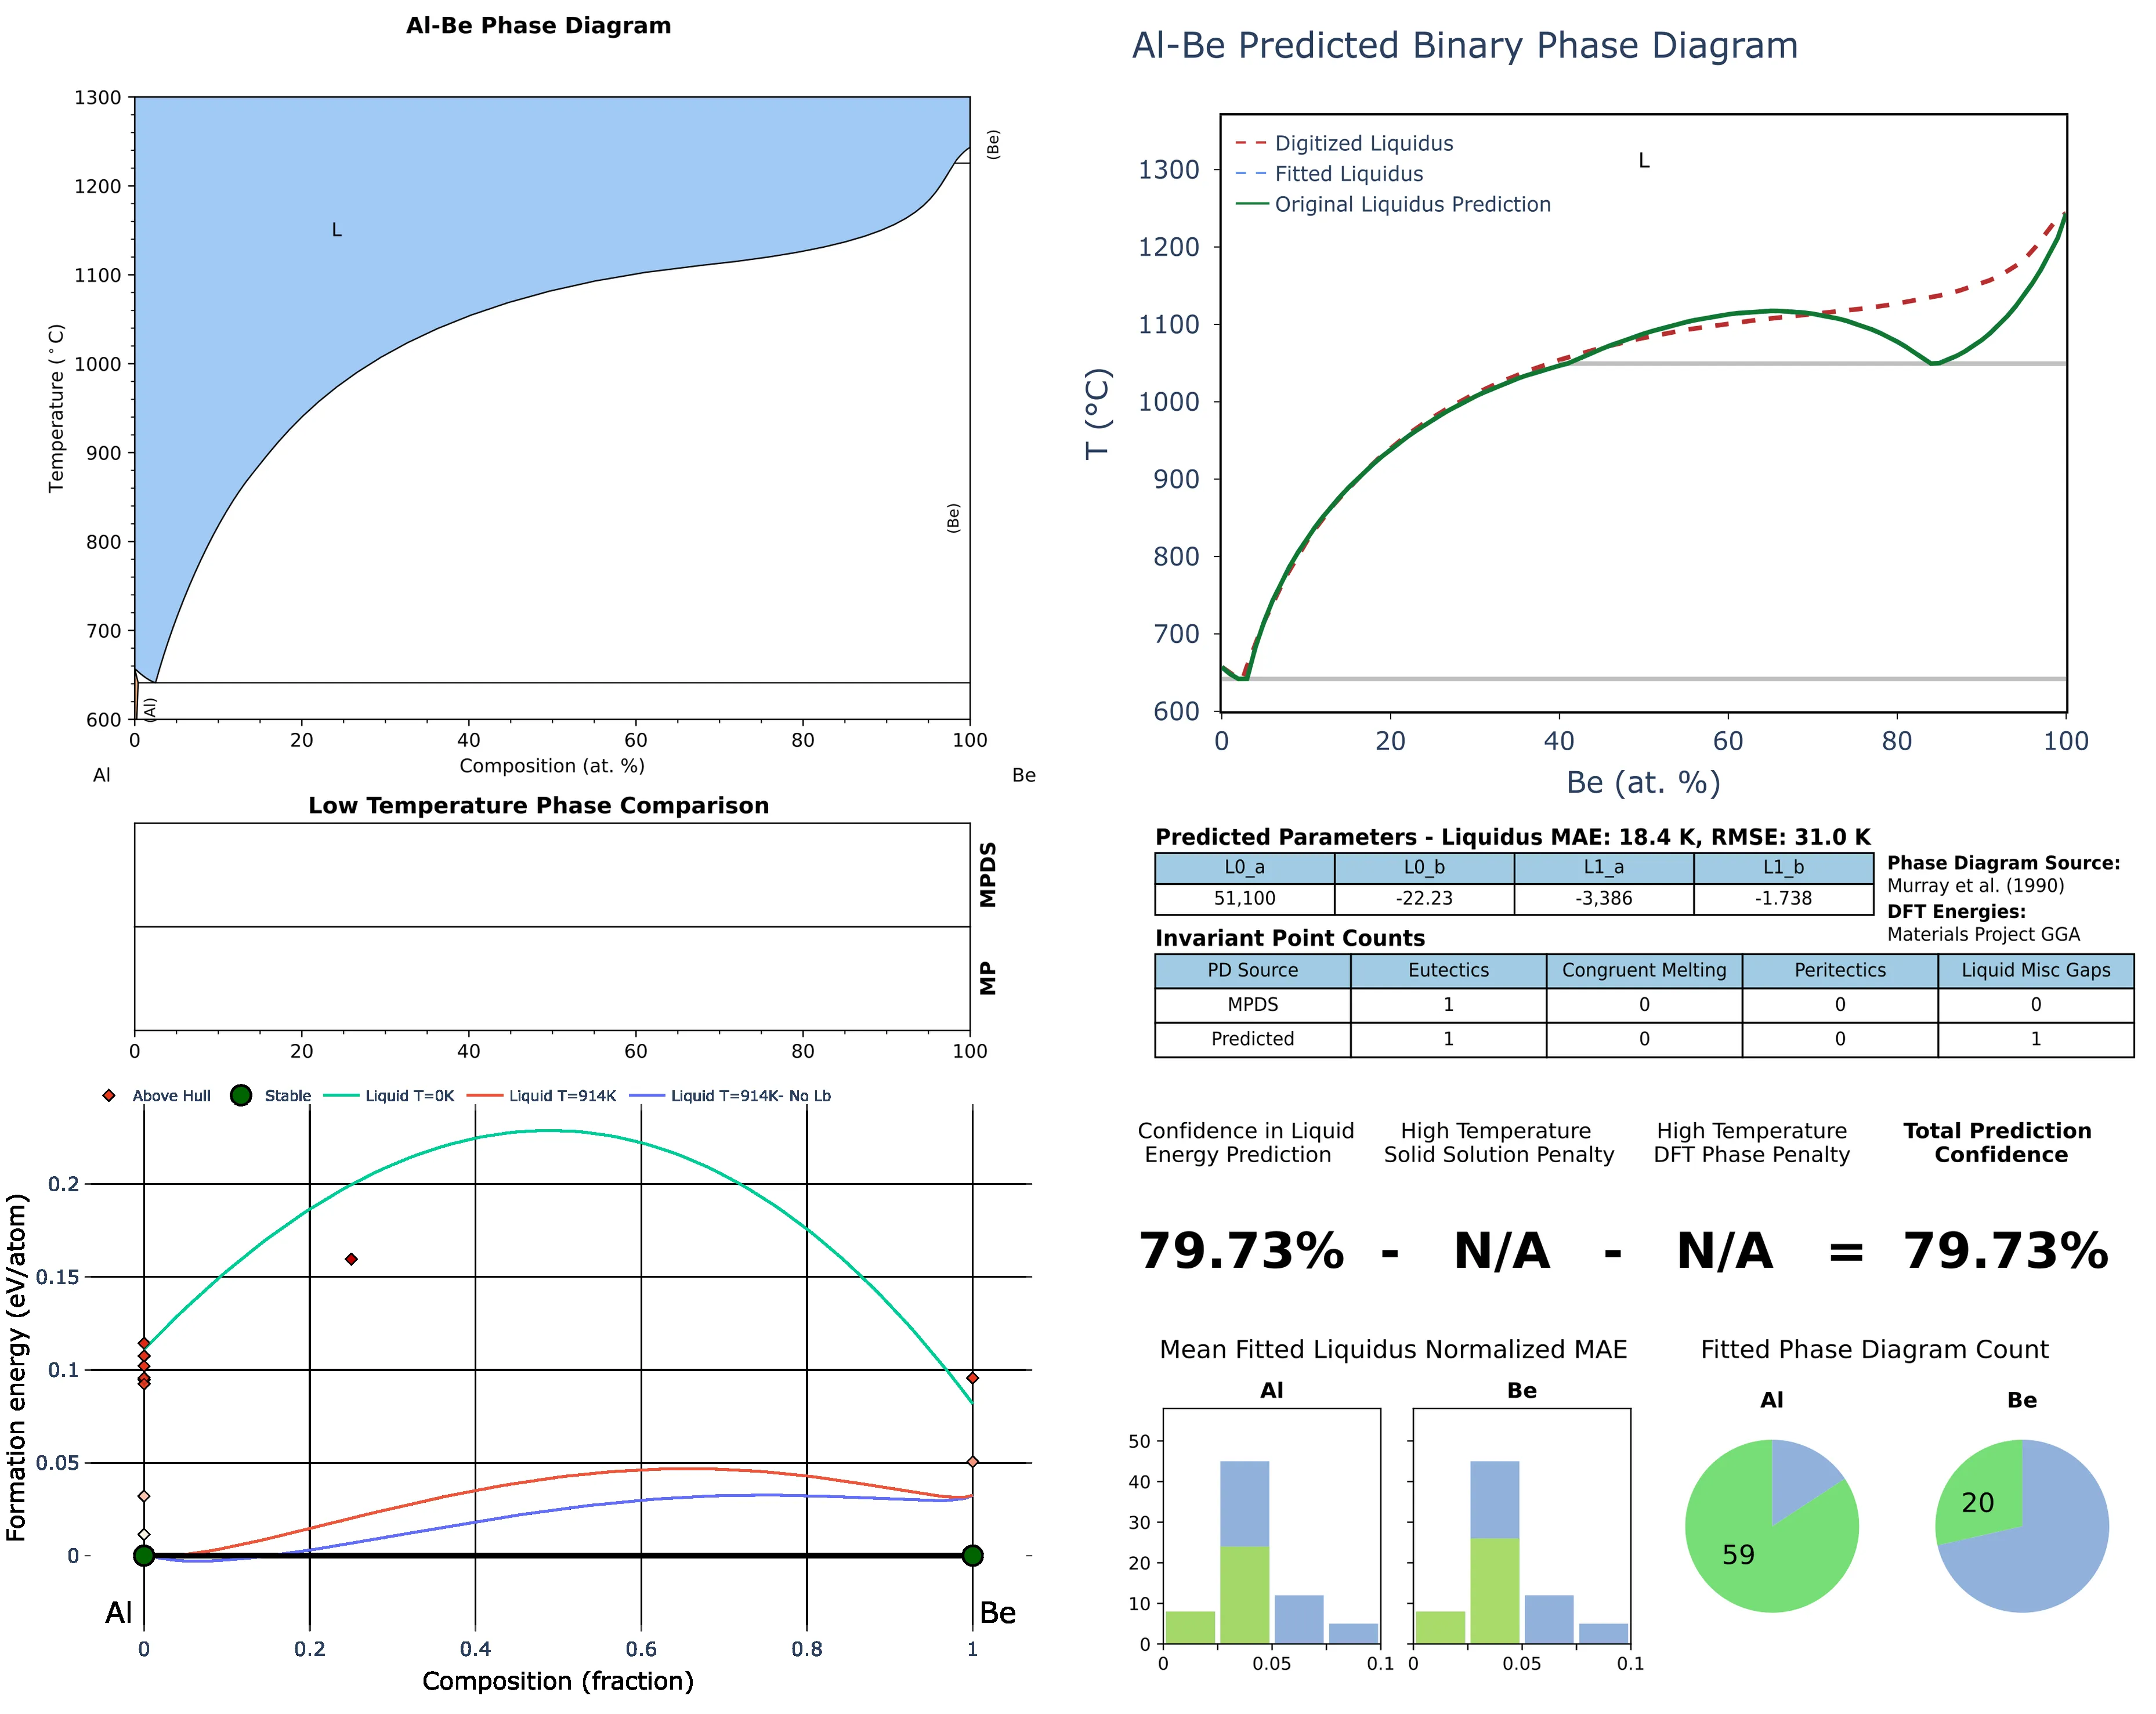 Al-Be Phase Diagram
1300
1200
1100
1000
900
800
700
600
Temperature (°C)
L
(Be)
(Be)
(Al)
0 20 40 60 80 100
Al Composition (at. %) Be
Low Temperature Phase Comparison
MPDS
MP
0 20 40 60 80 100
Above Hull Stable Liquid T=0K Liquid T=914K Liquid T=914K- No Lb
0.2
0.15
0.1
0.05
0
Formation energy (eV/atom)
Al Be
0 0.2 0.4 0.6 0.8 1
Composition (fraction)
Al-Be Predicted Binary Phase Diagram
Digitized Liquidus
Fitted Liquidus
Original Liquidus Prediction
L
1300
1200
1100
1000
900
800
700
600
T (°C)
0 20 40 60 80 100
Be (at. %)
Predicted Parameters - Liquidus MAE: 18.4 K, RMSE: 31.0 K
L0_a L0_b L1_a L1_b
51,100 -22.23 -3,386 -1.738
Phase Diagram Source:
Murray et al. (1990)
DFT Energies:
Materials Project GGA
Invariant Point Counts
PD Source Eutectics Congruent Melting Peritectics Liquid Misc Gaps
MPDS 1 0 0 0
Predicted 1 0 0 1
Confidence in Liquid
Energy Prediction
High Temperature
Solid Solution Penalty
High Temperature
DFT Phase Penalty
Total Prediction
Confidence
79.73% - N/A - N/A = 79.73%
Mean Fitted Liquidus Normalized MAE
Al Be
50
40
30
20
10
0
0 0.05 0.1 0 0.05 0.1
Fitted Phase Diagram Count
Al Be
59 20